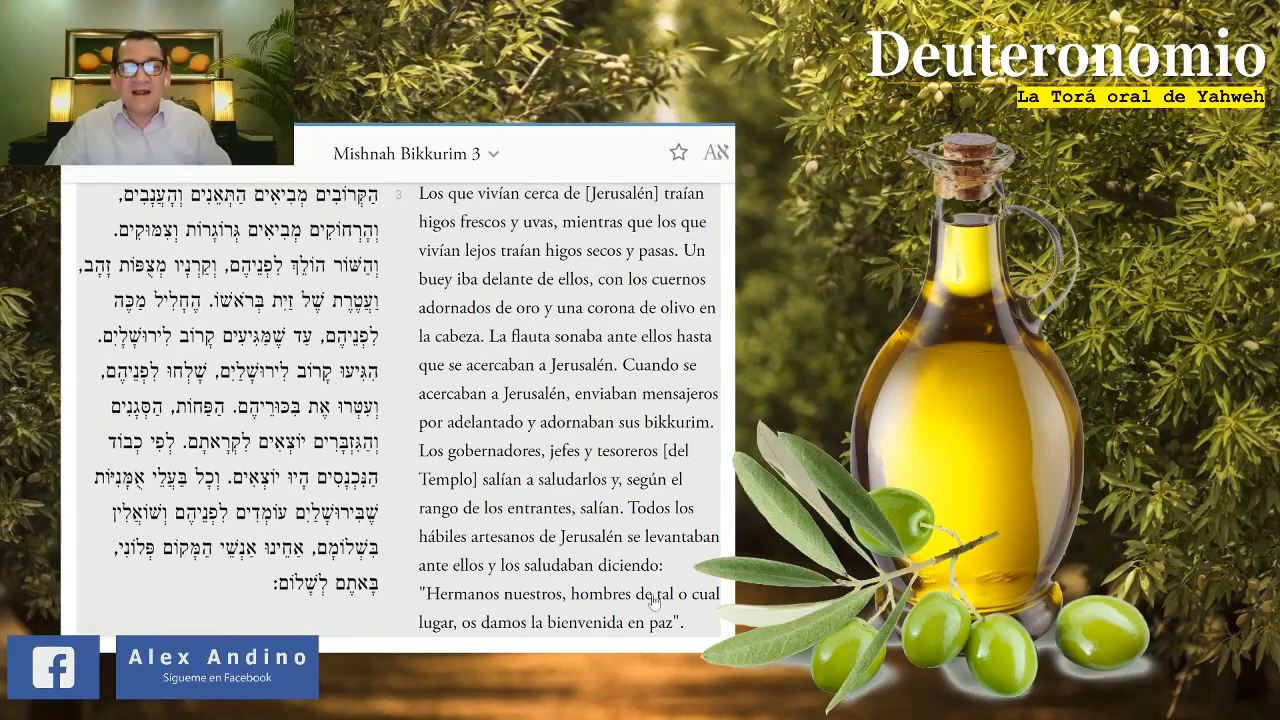 Deuteronomio
La Torá oral de Yahweh
Mishnah Bikkurim 3
הַקְּרוֹבִים מְבִיאִים הַתְּאֵנִים וְהָעֲנָבִים,
וְהָרְחוֹקִים מְבִיאִים גְּרוֹגָרוֹת וְצִמּוּקִים.
וְהַשּׁוֹר הוֹלֵךְ לִפְנֵיהֶם, וְקַרְנָיו מְצֻפּוֹת זָהָב,
וַעֲטֶרֶת שֶׁל זַיִת בְּרֹאשׁוֹ. הֶחָלִיל מַכֶּה
לִפְנֵיהֶם, עַד שֶׁמַּגִּיעִים קָרוֹב לִירוּשָׁלָיִם.
הִגִּיעוּ קָרוֹב לִירוּשָׁלַיִם, שָׁלְחוּ לִפְנֵיהֶם,
וְעִטְּרוּ אֶת בִּכּוּרֵיהֶם. הַפַּחוֹת, הַסְּגָנִים
וְהַגִּזְבָּרִים יוֹצְאִים לִקְרָאתָם. לְפִי כְבוֹד
הַנִּכְנָסִים הָיוּ יוֹצְאִים. וְכָל בַּעֲלֵי אֻמָּנִיּוֹת
שֶׁבִּירוּשָׁלַיִם עוֹמְדִים לִפְנֵיהֶם וְשׁוֹאֲלִין
בִּשְׁלוֹמָם, אַחֵינוּ אַנְשֵׁי הַמָּקוֹם פְּלוֹנִי,
בָּאתֶם לְשָׁלוֹם:
3
Los que vivían cerca de [Jerusalén] traían
higos frescos y uvas, mientras que los que
vivían lejos traían higos secos y pasas. Un
buey iba delante de ellos, con los cuernos
adornados de oro y una corona de olivo en
la cabeza. La flauta sonaba ante ellos hasta
que se acercaban a Jerusalén. Cuando se
acercaban a Jerusalén, enviaban mensajeros
por adelantado y adornaban sus bikkurim.
Los gobernadores, jefes y tesoreros [del
Templo] salían a saludarlos y, según el
rango de los entrantes, salían. Todos los
hábiles artesanos de Jerusalén se levantaban
ante ellos y los saludaban diciendo:
"Hermanos nuestros, hombres de tal o cual
lugar, os damos la bienvenida en paz".
Alex Andino
Sígueme en Facebook